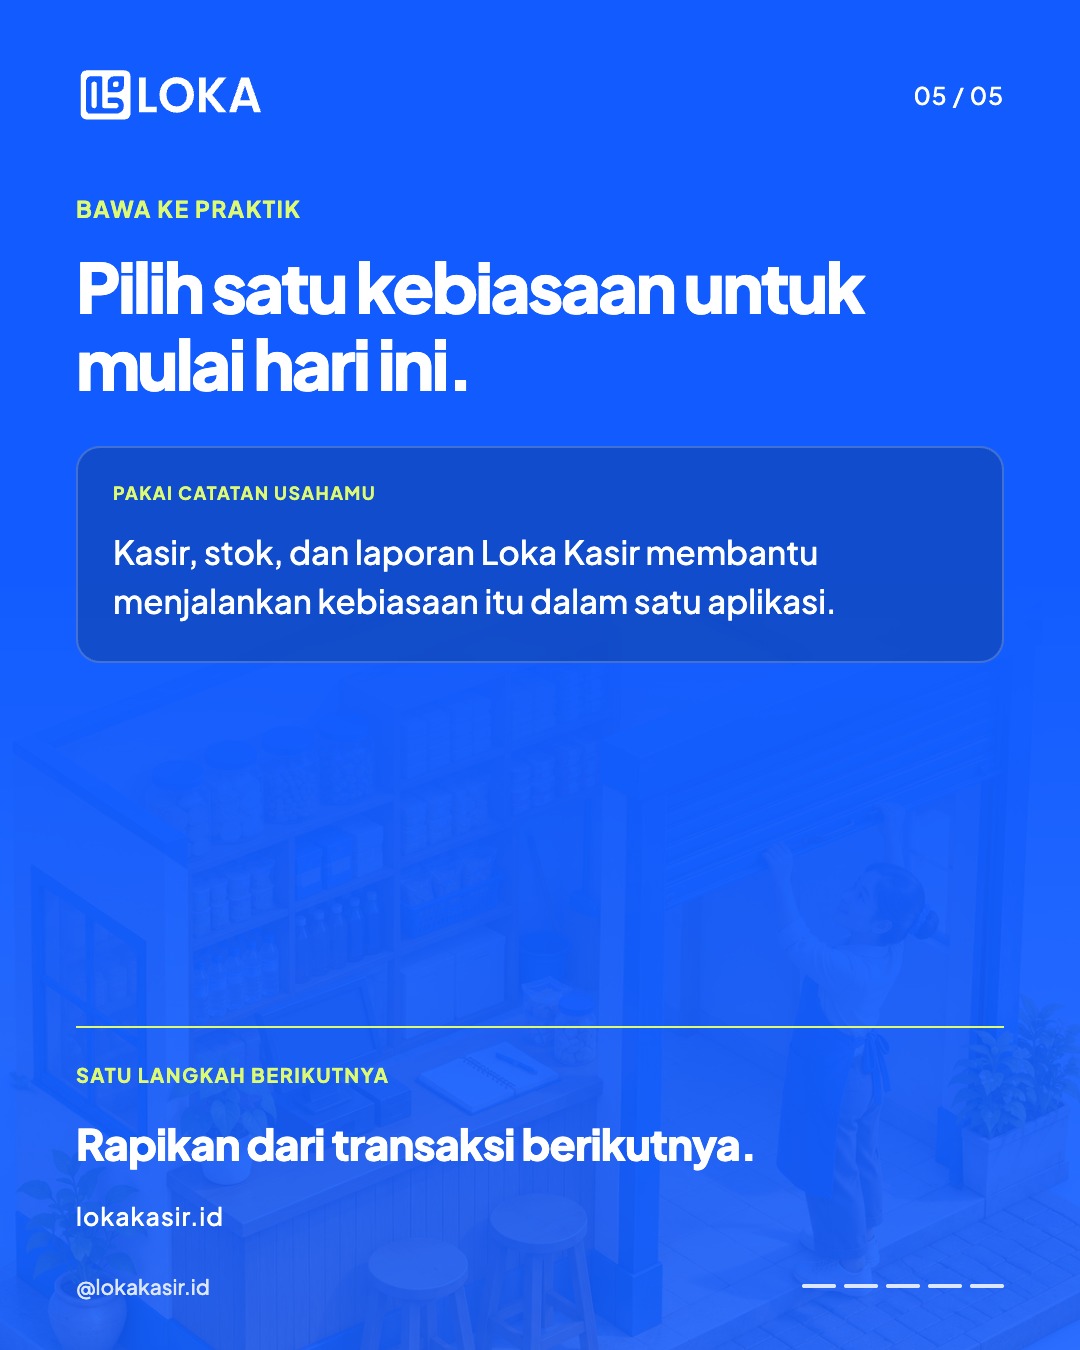 LOKA
05 / 05
BAWA KE PRAKTIK
Pilih satu kebiasaan untuk
mulai hari ini.
PAKAI CATATAN USAHAMU
Kasir, stok, dan laporan Loka Kasir membantu
menjalankan kebiasaan itu dalam satu aplikasi.
SATU LANGKAH BERIKUTNYA
Rapikan dari transaksi berikutnya.
lokakasir.id
@lokakasir.id